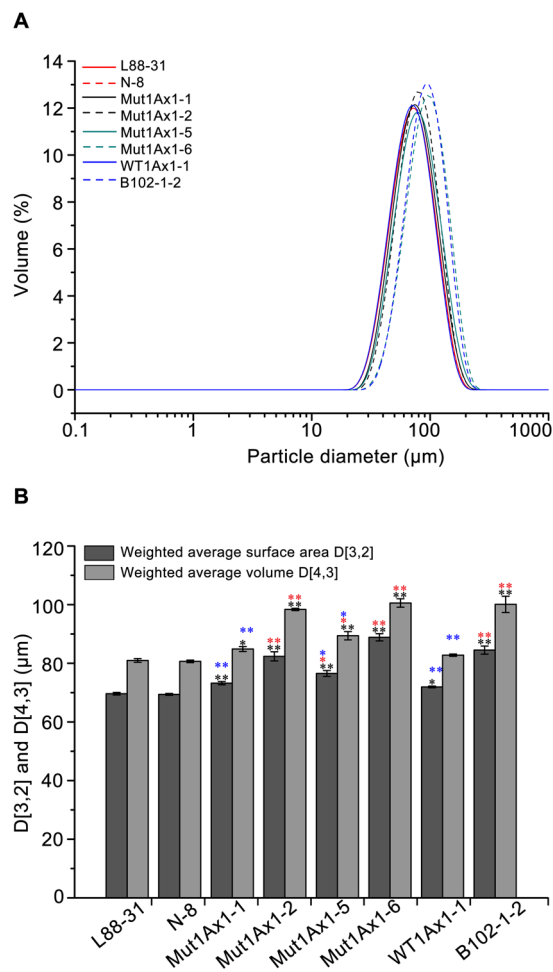 A
L88-31
N-8
Mut1Ax1-1
Mut1Ax1-2
Mut1Ax1-5
Mut1Ax1-6
WT1Ax1-1
B102-1-2
Volume (%)
14
12
10
8
6
4
2
0
0.1
1
10
100
1000
Particle diameter (µm)
B
Weighted average surface area D[3,2]
Weighted average volume D[4,3]
D[3,2] and D[4,3] (µm)
120
100
80
60
40
20
0
** **
** *
** **
** **
* * **
* * **
** **
** **
** *
**
** **
** **
L88-31
N-8
Mut1Ax1-1
Mut1Ax1-2
Mut1Ax1-5
Mut1Ax1-6
WT1Ax1-1
B102-1-2